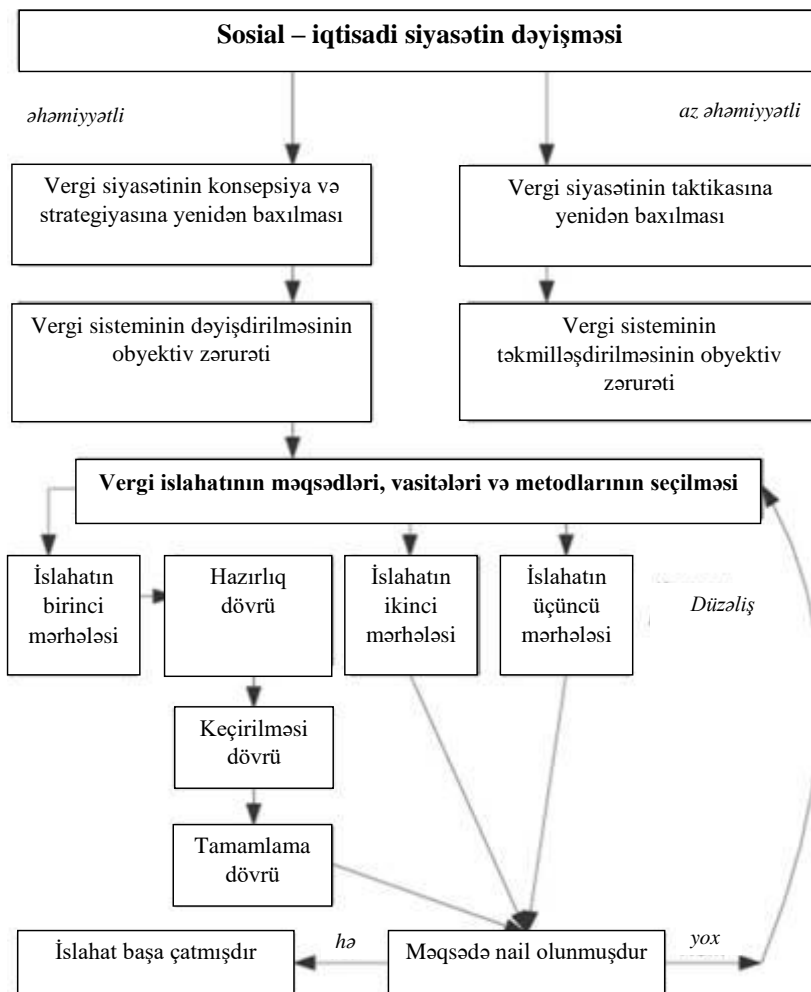 Sosial – iqtisadi siyasətin dəyişməsi
əhəmiyyətli
az əhəmiyyətli
Vergi siyasətinin konsepsiya və
strategiyasına yenidən baxılması
Vergi siyasətinin taktikasına
yenidən baxılması
Vergi sisteminin dəyişdirilməsinin
obyektiv zərurəti
Vergi sisteminin
təkmilləşdirilməsinin obyektiv
zərurəti
Vergi islahatının məqsədləri, vasitələri və metodlarının seçilməsi
İslahatın
birinci
mərhələsi
Hazırlıq
dövrü
İslahatın
ikinci
mərhələsi
İslahatın
üçüncü
mərhələsi
Düzəliş
Keçirilməsi
dövrü
Tamamlama
dövrü
İslahat başa çatmışdır
hə
Məqsədə nail olunmuşdur
yox